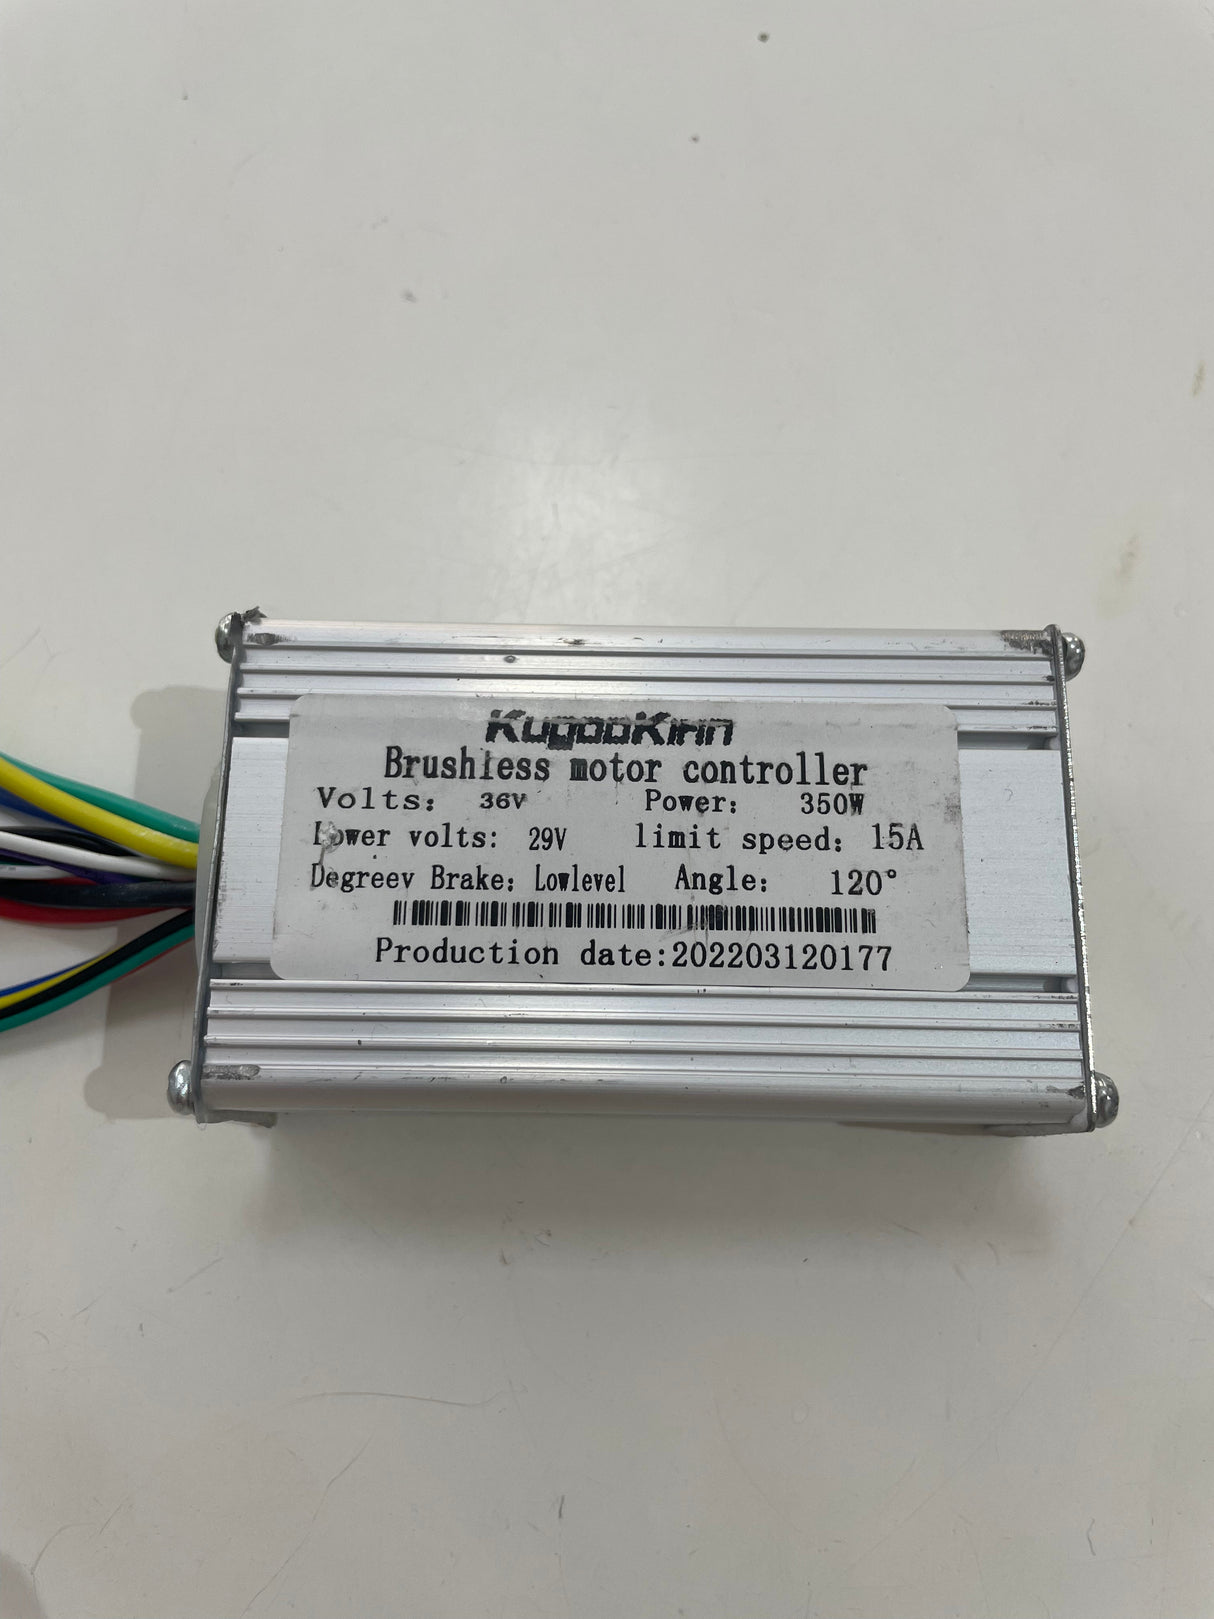 KugooKirin
Brushless motor controller
Volts: 36V Power: 350W
Lower volts: 29V limit speed: 15A
Degreev Brake: Lowlevel Angle: 120°
Production date:202203120177